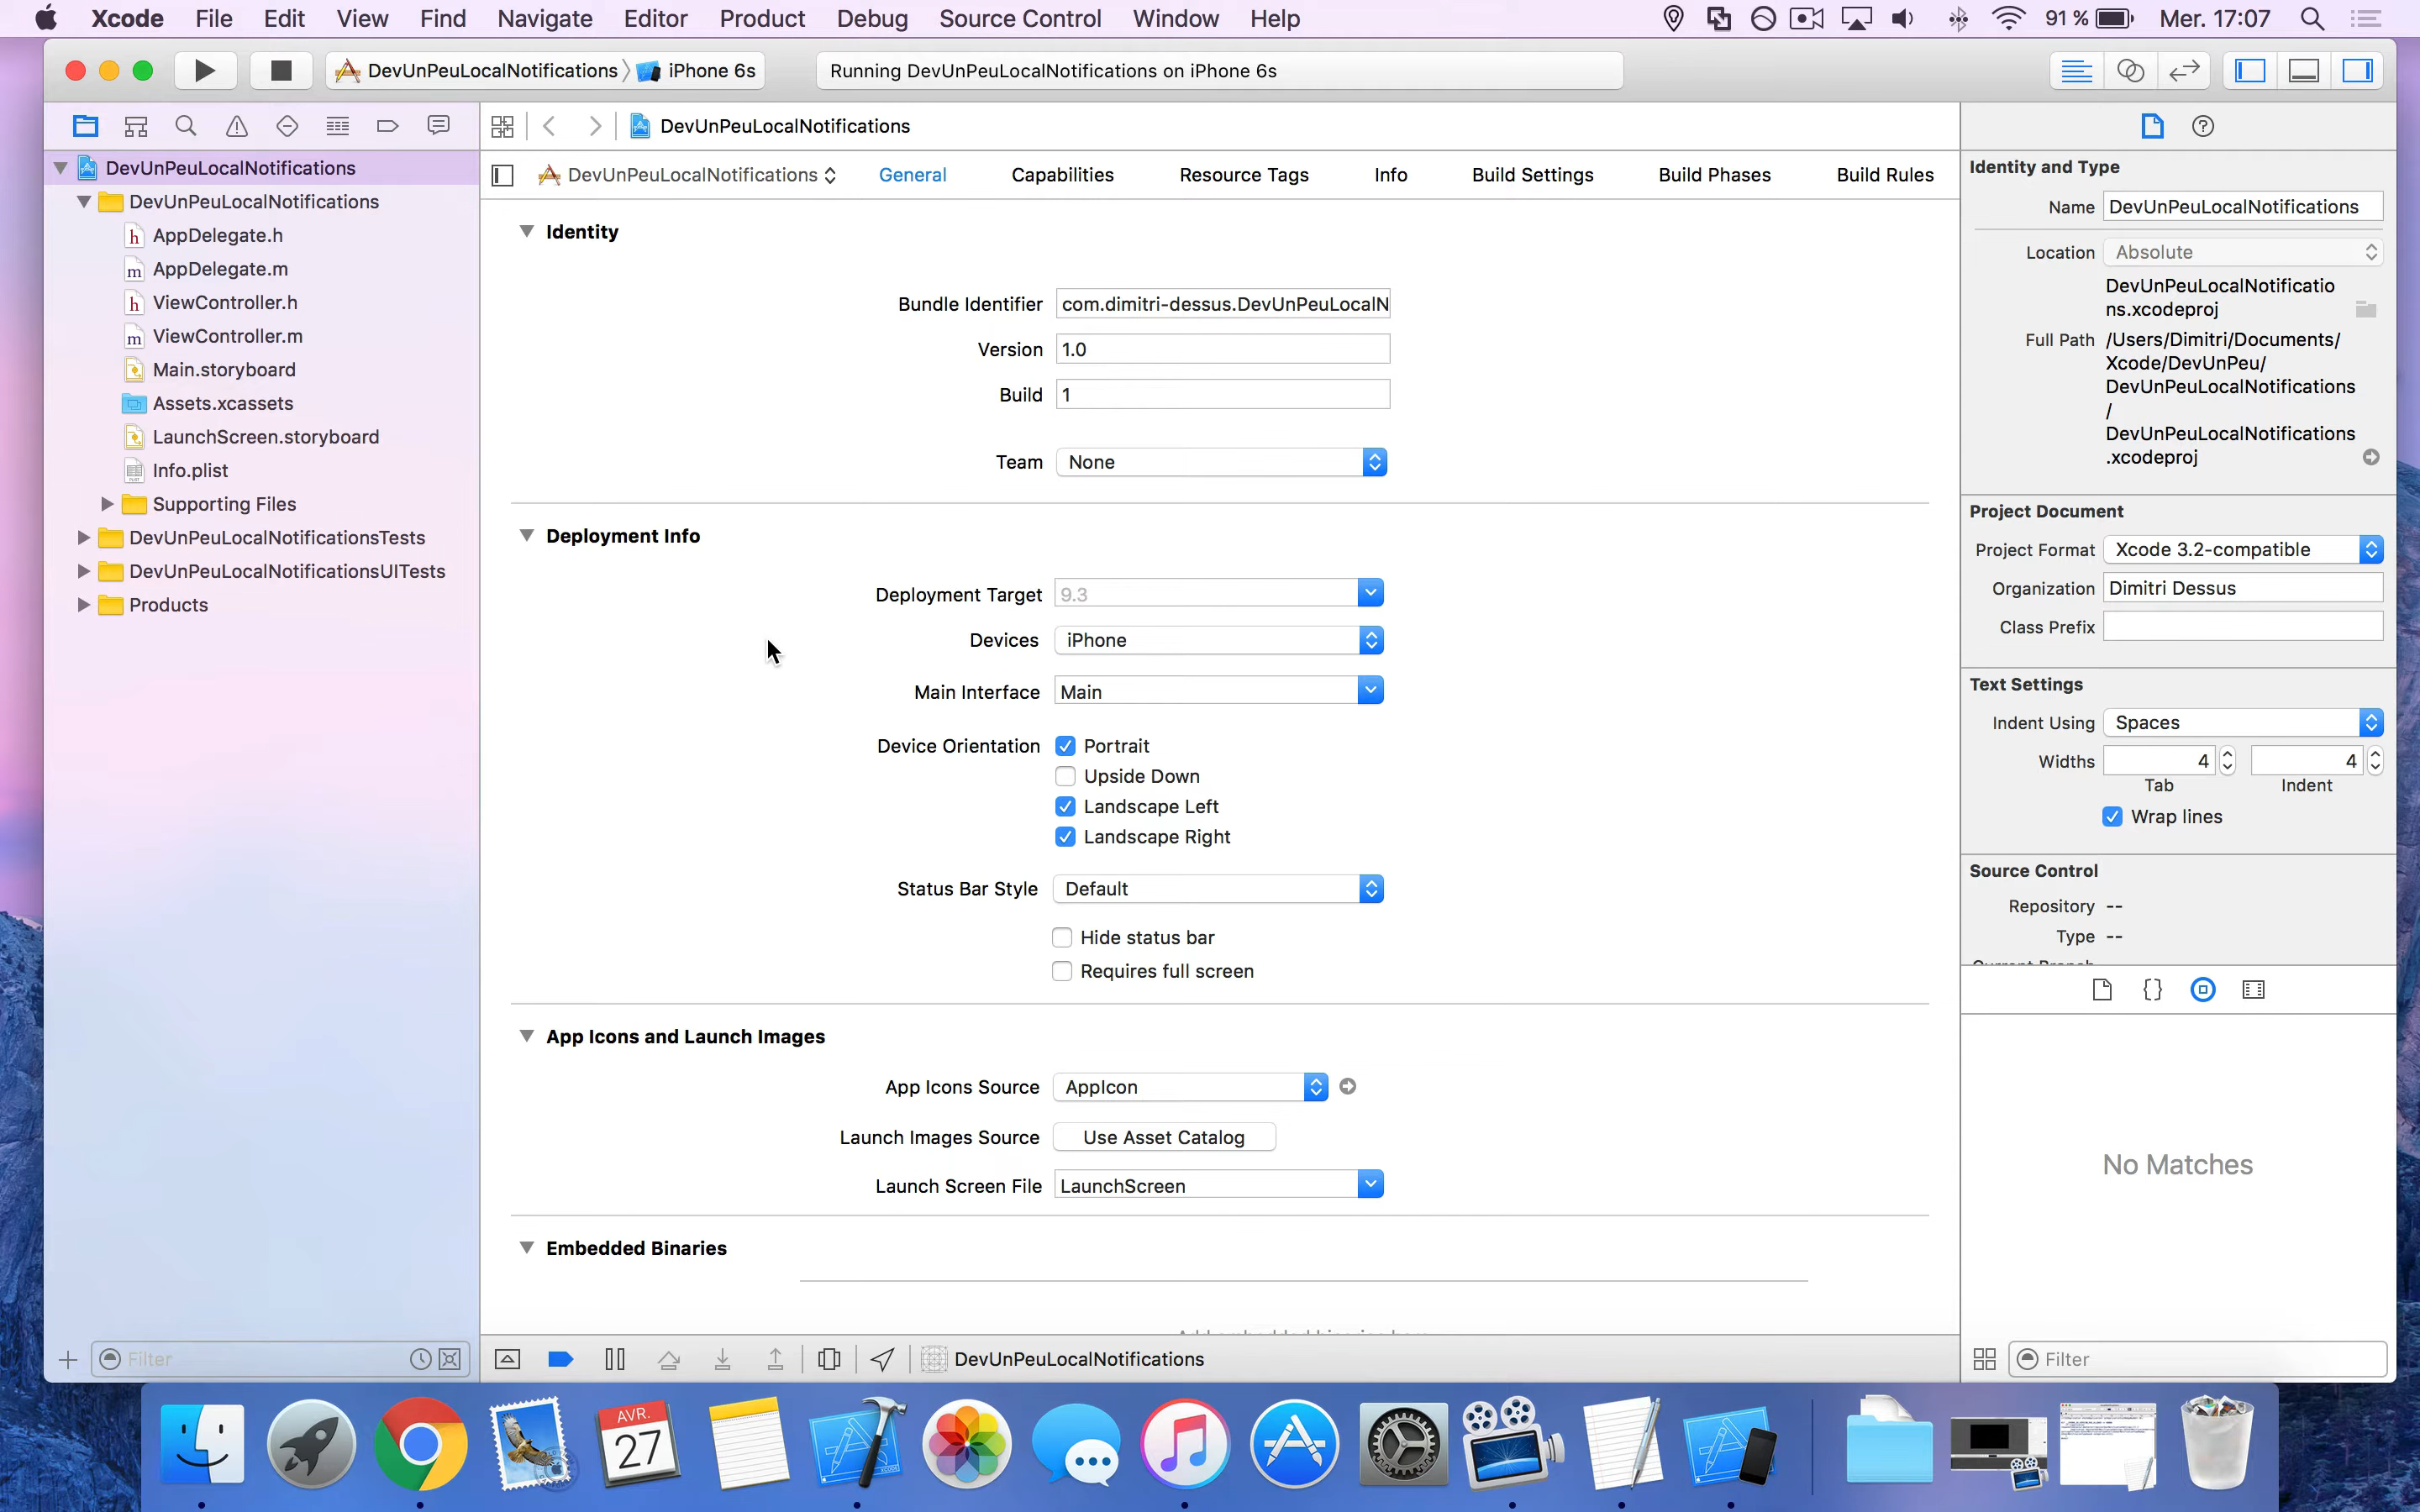 Xcode File Edit View Find Navigate Editor Product Debug Source Control Window Help 91 % Mer. 17:07
DevUnPeuLocalNotifications iPhone 6s Running DevUnPeuLocalNotifications on iPhone 6s
DevUnPeuLocalNotifications
DevUnPeuLocalNotifications
DevUnPeuLocalNotifications
AppDelegate.h
AppDelegate.m
ViewController.h
ViewController.m
Main.storyboard
Assets.xcassets
LaunchScreen.storyboard
Info.plist
Supporting Files
DevUnPeuLocalNotificationsTests
DevUnPeuLocalNotificationsUITests
Products
Filter
DevUnPeuLocalNotifications General Capabilities Resource Tags Info Build Settings Build Phases Build Rules
Identity
Bundle Identifier com.dimitri-dessus.DevUnPeuLocalN
Version 1.0
Build 1
Team None
Deployment Info
Deployment Target 9.3
Devices iPhone
Main Interface Main
Device Orientation Portrait
Upside Down
Landscape Left
Landscape Right
Status Bar Style Default
Hide status bar
Requires full screen
App Icons and Launch Images
App Icons Source AppIcon
Launch Images Source Use Asset Catalog
Launch Screen File LaunchScreen
Embedded Binaries
DevUnPeuLocalNotifications
Identity and Type
Name DevUnPeuLocalNotifications
Location Absolute
DevUnPeuLocalNotificatio
ns.xcodeproj
Full Path /Users/Dimitri/Documents/
Xcode/DevUnPeu/
DevUnPeuLocalNotifications
/
DevUnPeuLocalNotifications
.xcodeproj
Project Document
Project Format Xcode 3.2-compatible
Organization Dimitri Dessus
Class Prefix
Text Settings
Indent Using Spaces
Widths 4 4
Tab Indent
Wrap lines
Source Control
Repository --
Type --
No Matches
Filter
AVR.
27